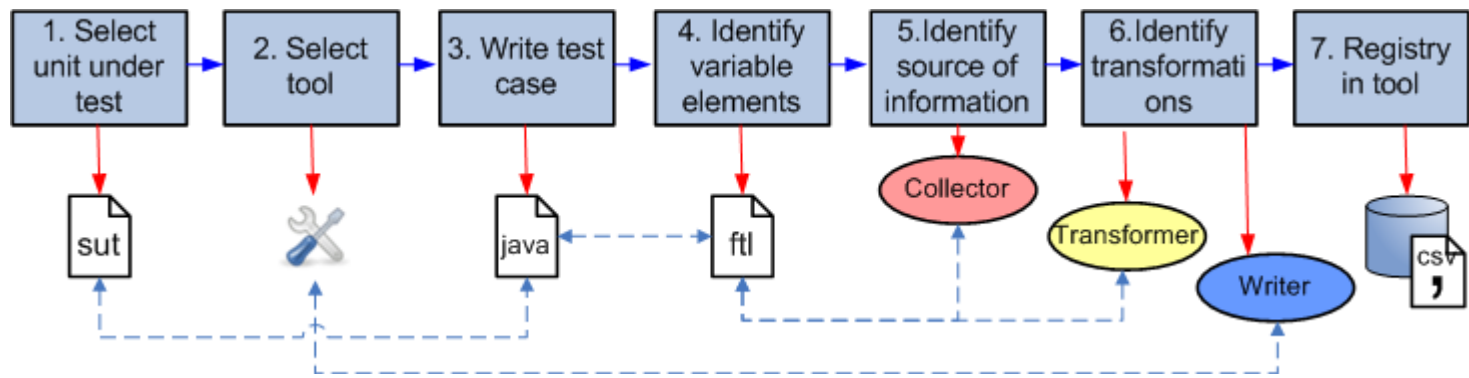 1. Select
unit under
test
2. Select
tool
3. Write test
case
4. Identify
variable
elements
5.Identify
source of
information
6.Identify
transformati
ons
7. Registry
in tool
sut
java
ftl
Collector
Transformer
Writer
csv
,